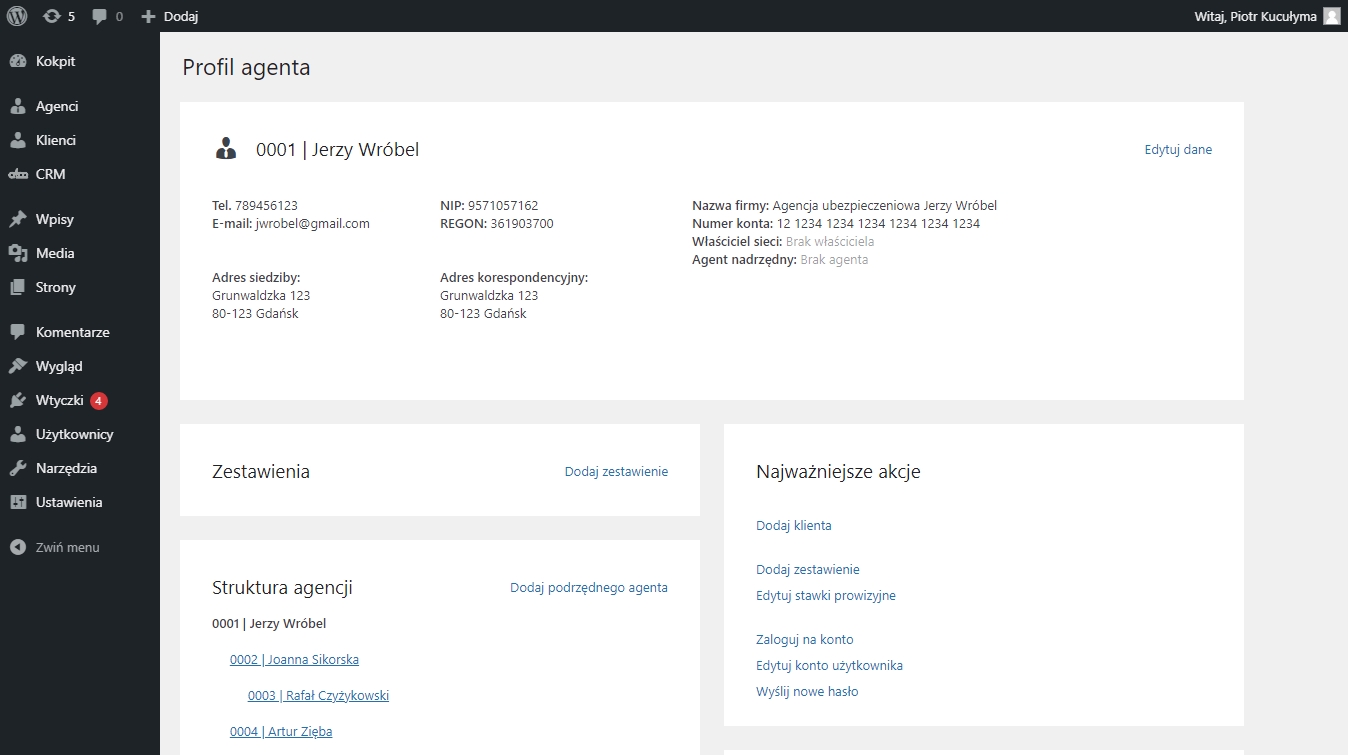 5 0 Dodaj Witaj, Piotr Kucułyma
Kokpit
Agenci
Klienci
CRM
Wpisy
Media
Strony
Komentarze
Wygląd
Wtyczki 4
Użytkownicy
Narzędzia
Ustawienia
Zwiń menu
Profil agenta
0001 | Jerzy Wróbel Edytuj dane
Tel. 789456123
E-mail: jwrobel@gmail.com
NIP: 9571057162
REGON: 361903700
Nazwa firmy: Agencja ubezpieczeniowa Jerzy Wróbel
Numer konta: 12 1234 1234 1234 1234 1234 1234
Właściciel sieci: Brak właściciela
Agent nadrzędny: Brak agenta
Adres siedziby:
Grunwaldzka 123
80-123 Gdańsk
Adres korespondencyjny:
Grunwaldzka 123
80-123 Gdańsk
Zestawienia Dodaj zestawienie
Struktura agencji Dodaj podrzędnego agenta
0001 | Jerzy Wróbel
0002 | Joanna Sikorska
0003 | Rafał Czyżykowski
0004 | Artur Zięba
Najważniejsze akcje
Dodaj klienta
Dodaj zestawienie
Edytuj stawki prowizyjne
Zaloguj na konto
Edytuj konto użytkownika
Wyślij nowe hasło